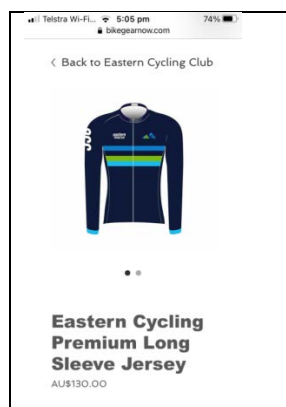 Telstra Wi-Fi... 5:05 pm 74%
bikegearnow.com
Back to Eastern Cycling Club
Eastern Cycling
Premium Long
Sleeve Jersey
AU$130.00